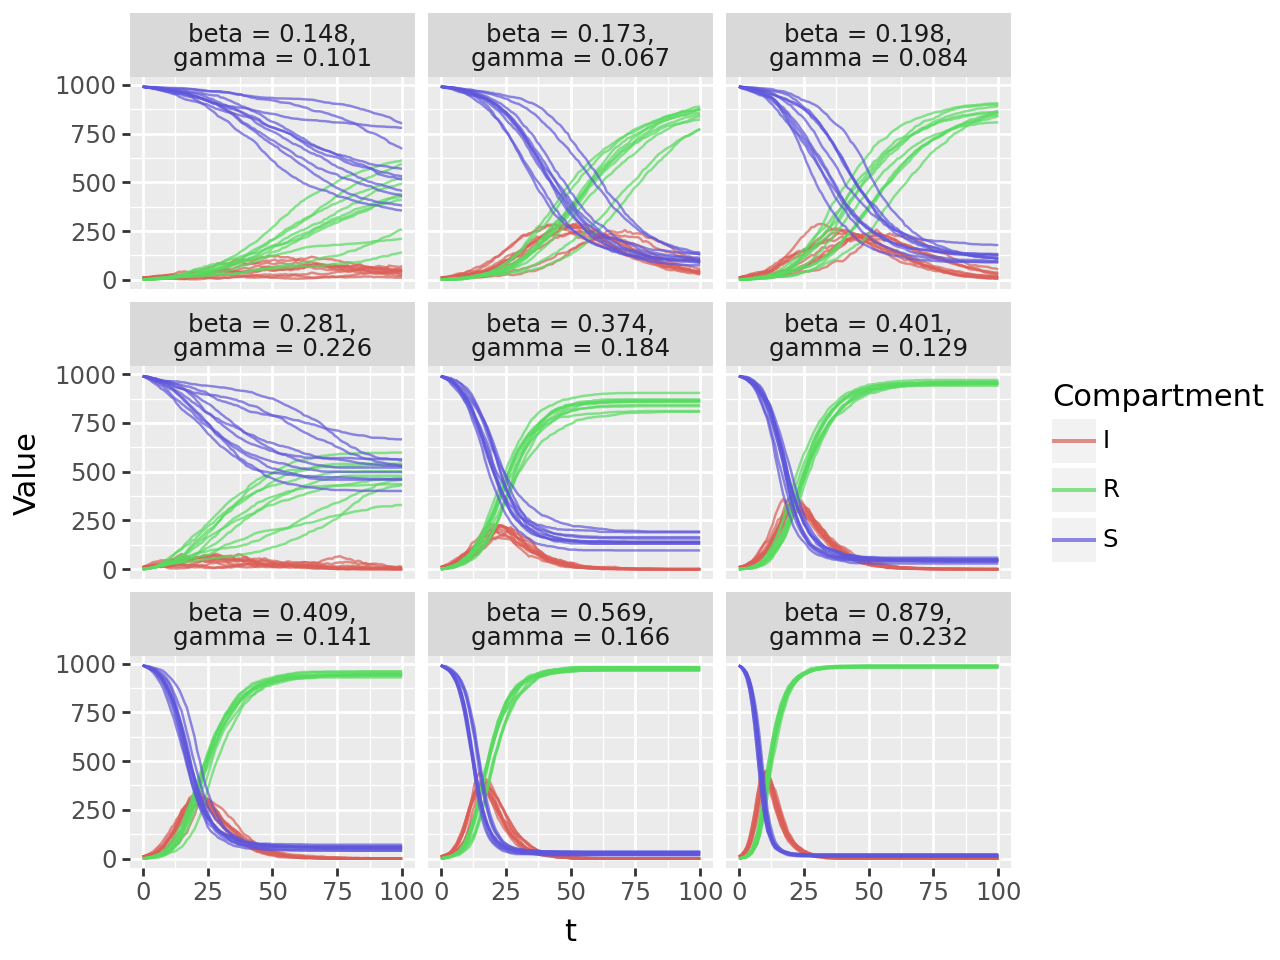 beta = 0.148,
gamma = 0.101
beta = 0.173,
gamma = 0.067
beta = 0.198,
gamma = 0.084
1000
750
500
250
0
beta = 0.281,
gamma = 0.226
beta = 0.374,
gamma = 0.184
beta = 0.401,
gamma = 0.129
1000
750
500
250
0
beta = 0.409,
gamma = 0.141
beta = 0.569,
gamma = 0.166
beta = 0.879,
gamma = 0.232
1000
750
500
250
0
0 25 50 75 100
0 25 50 75 100
0 25 50 75 100
t
Value
Compartment
I
R
S